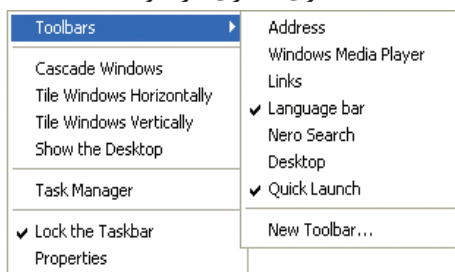 Toolbars
Cascade Windows
Tile Windows Horizontally
Tile Windows Vertically
Show the Desktop
Task Manager
Lock the Taskbar
Properties
Address
Windows Media Player
Links
Language bar
Nero Search
Desktop
Quick Launch
New Toolbar...